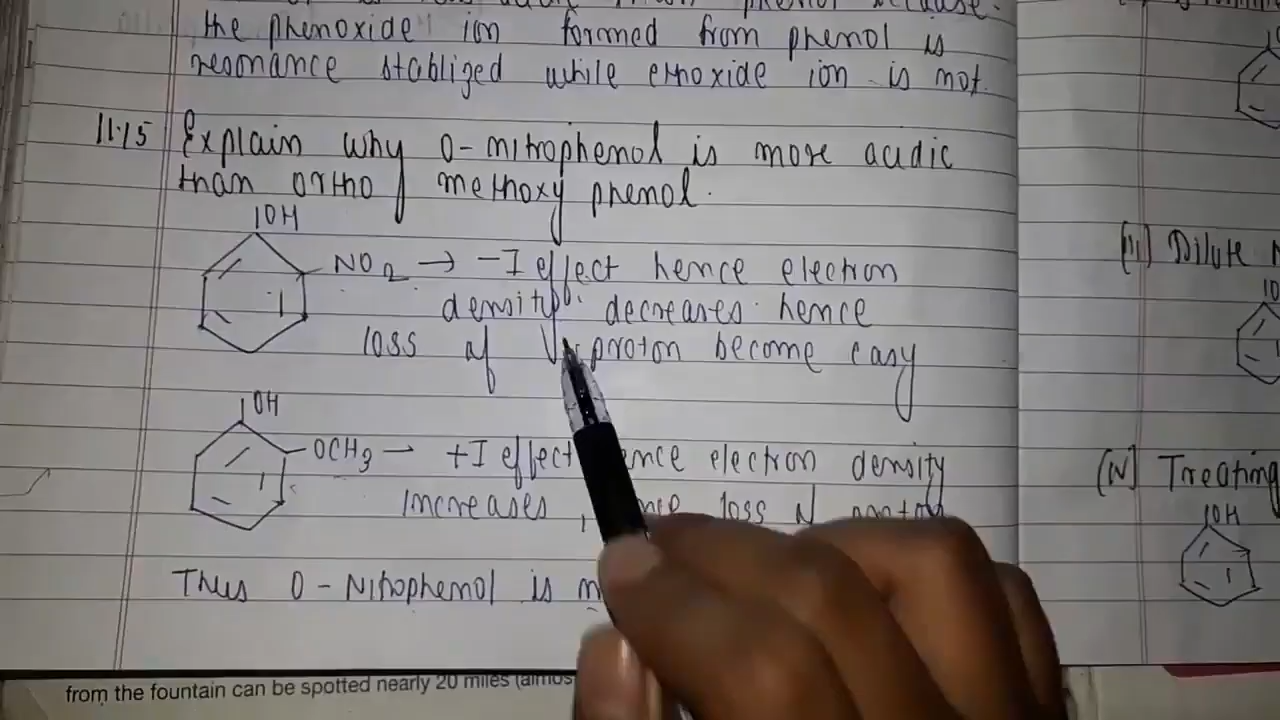 phenol because
the phenoxide ion formed from phenol is
resonance stablized while ethoxide ion is not.
11.15 Explain why O-nitrophenol is more acidic
than ortho methoxy phenol.
OH
NO2 → -I effect hence electron
density decreases hence
loss of proton become easy
OH
OCH3 → +I effect electron density
increases, loss
Thus O-Nitrophenol is
from the fountain can be spotted nearly 20 miles
(ii) Dilute
(iv) Treating
OH